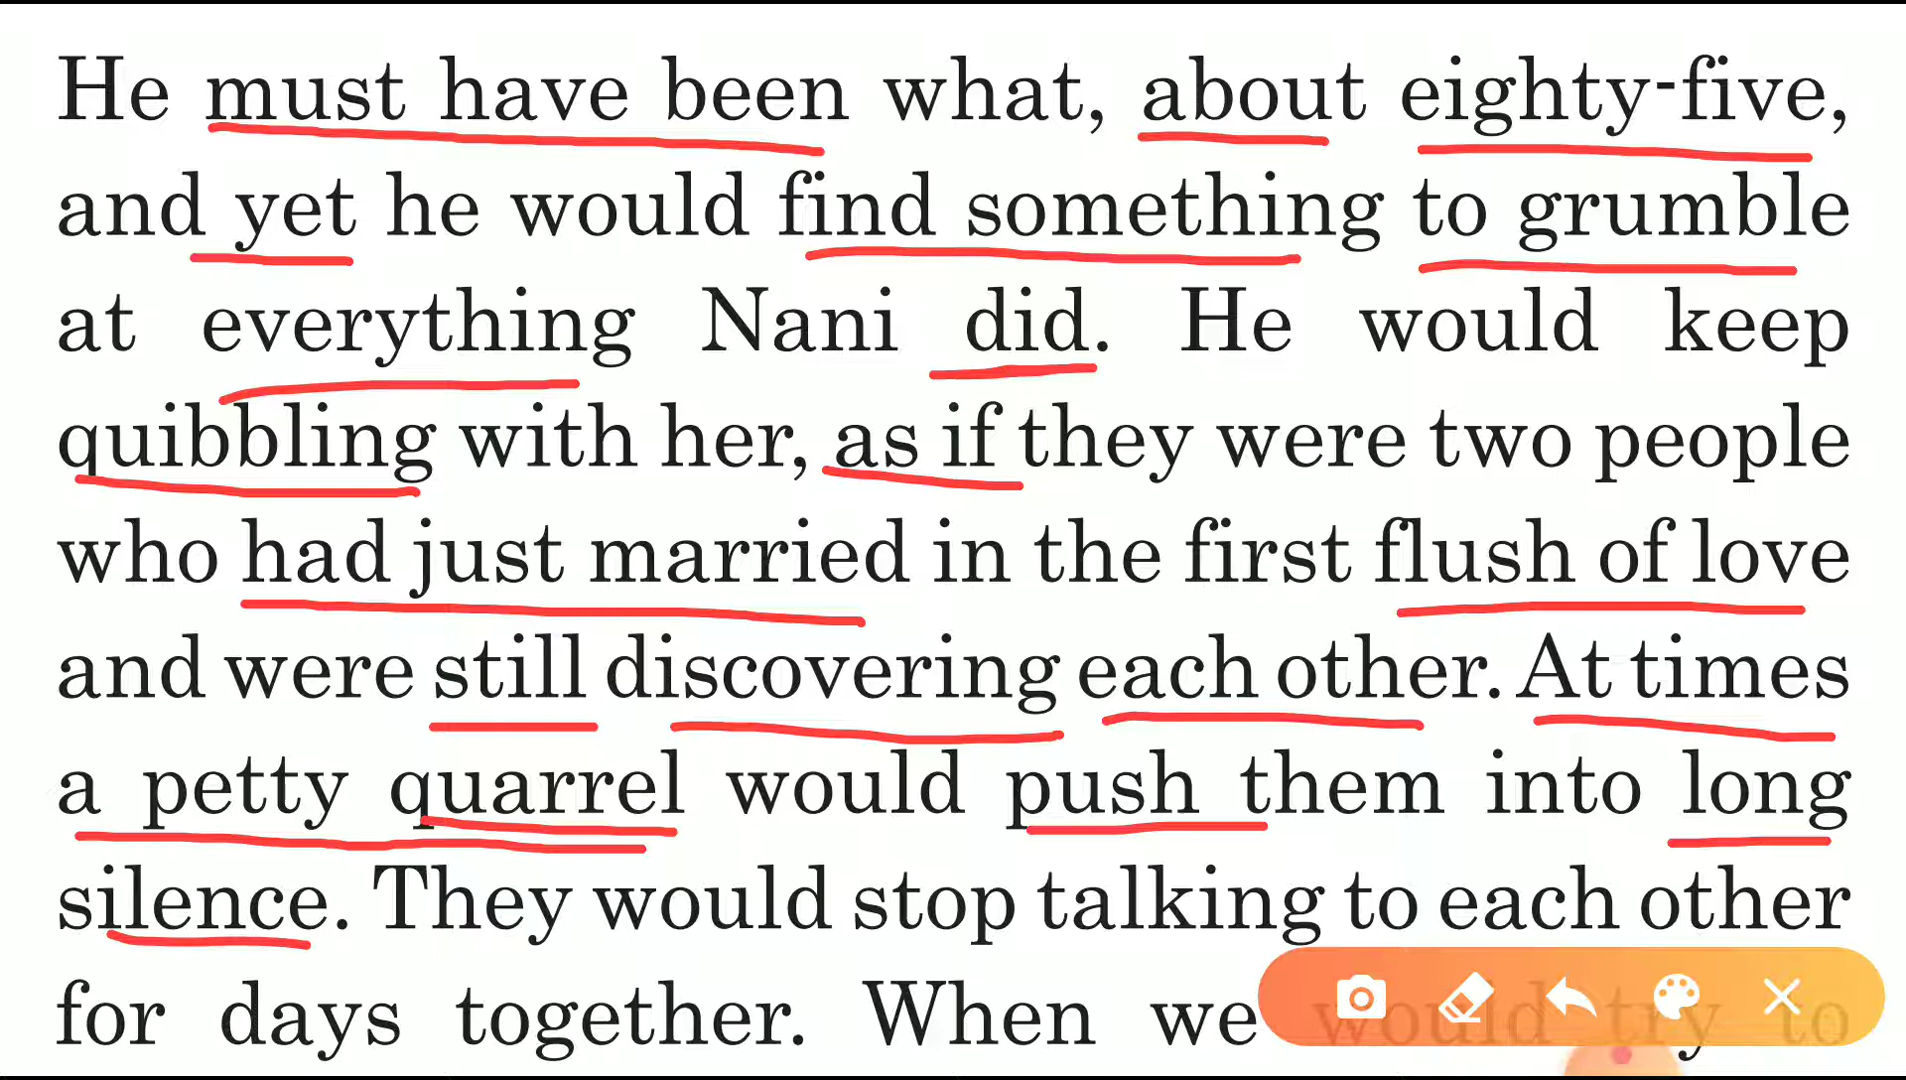 He must have been what, about eighty-five,
and yet he would find something to grumble
at everything Nani did. He would keep
quibbling with her, as if they were two people
who had just married in the first flush of love
and were still discovering each other. At times
a petty quarrel would push them into long
silence. They would stop talking to each other
for days together. When we would try to